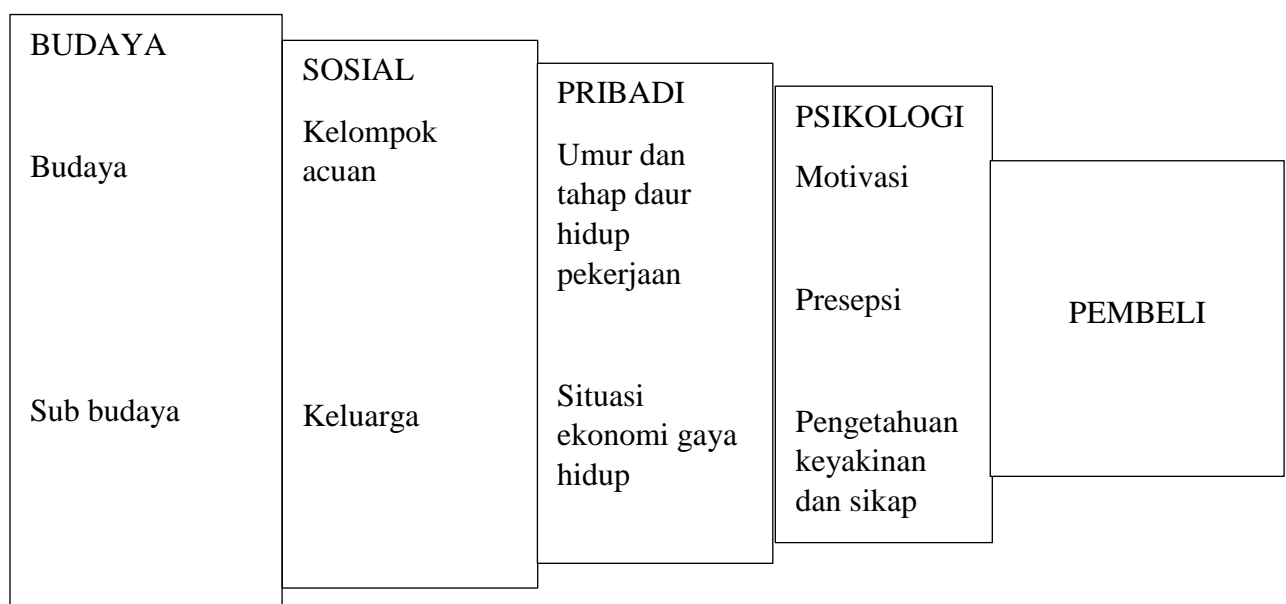 BUDAYA
Budaya
Sub budaya
SOSIAL
Kelompok
acuan
Keluarga
PRIBADI
Umur dan
tahap daur
hidup
pekerjaan
Situasi
ekonomi gaya
hidup
PSIKOLOGI
Motivasi
Presepsi
Pengetahuan
keyakinan
dan sikap
PEMBELI